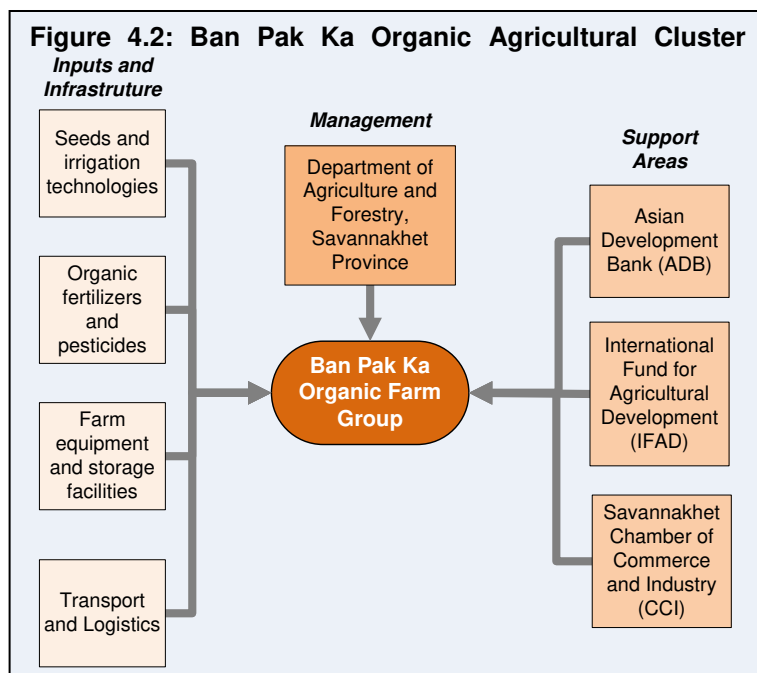 Figure 4.2: Ban Pak Ka Organic Agricultural Cluster
Inputs and
Infrastruture
Seeds and
irrigation
technologies
Organic
fertilizers
and
pesticides
Farm
equipment
and storage
facilities
Transport
and Logistics
Management
Department of
Agriculture and
Forestry,
Savannakhet
Province
Ban Pak Ka
Organic Farm
Group
Support
Areas
Asian
Development
Bank (ADB)
International
Fund for
Agricultural
Development
(IFAD)
Savannakhet
Chamber of
Commerce
and Industry
(CCI)